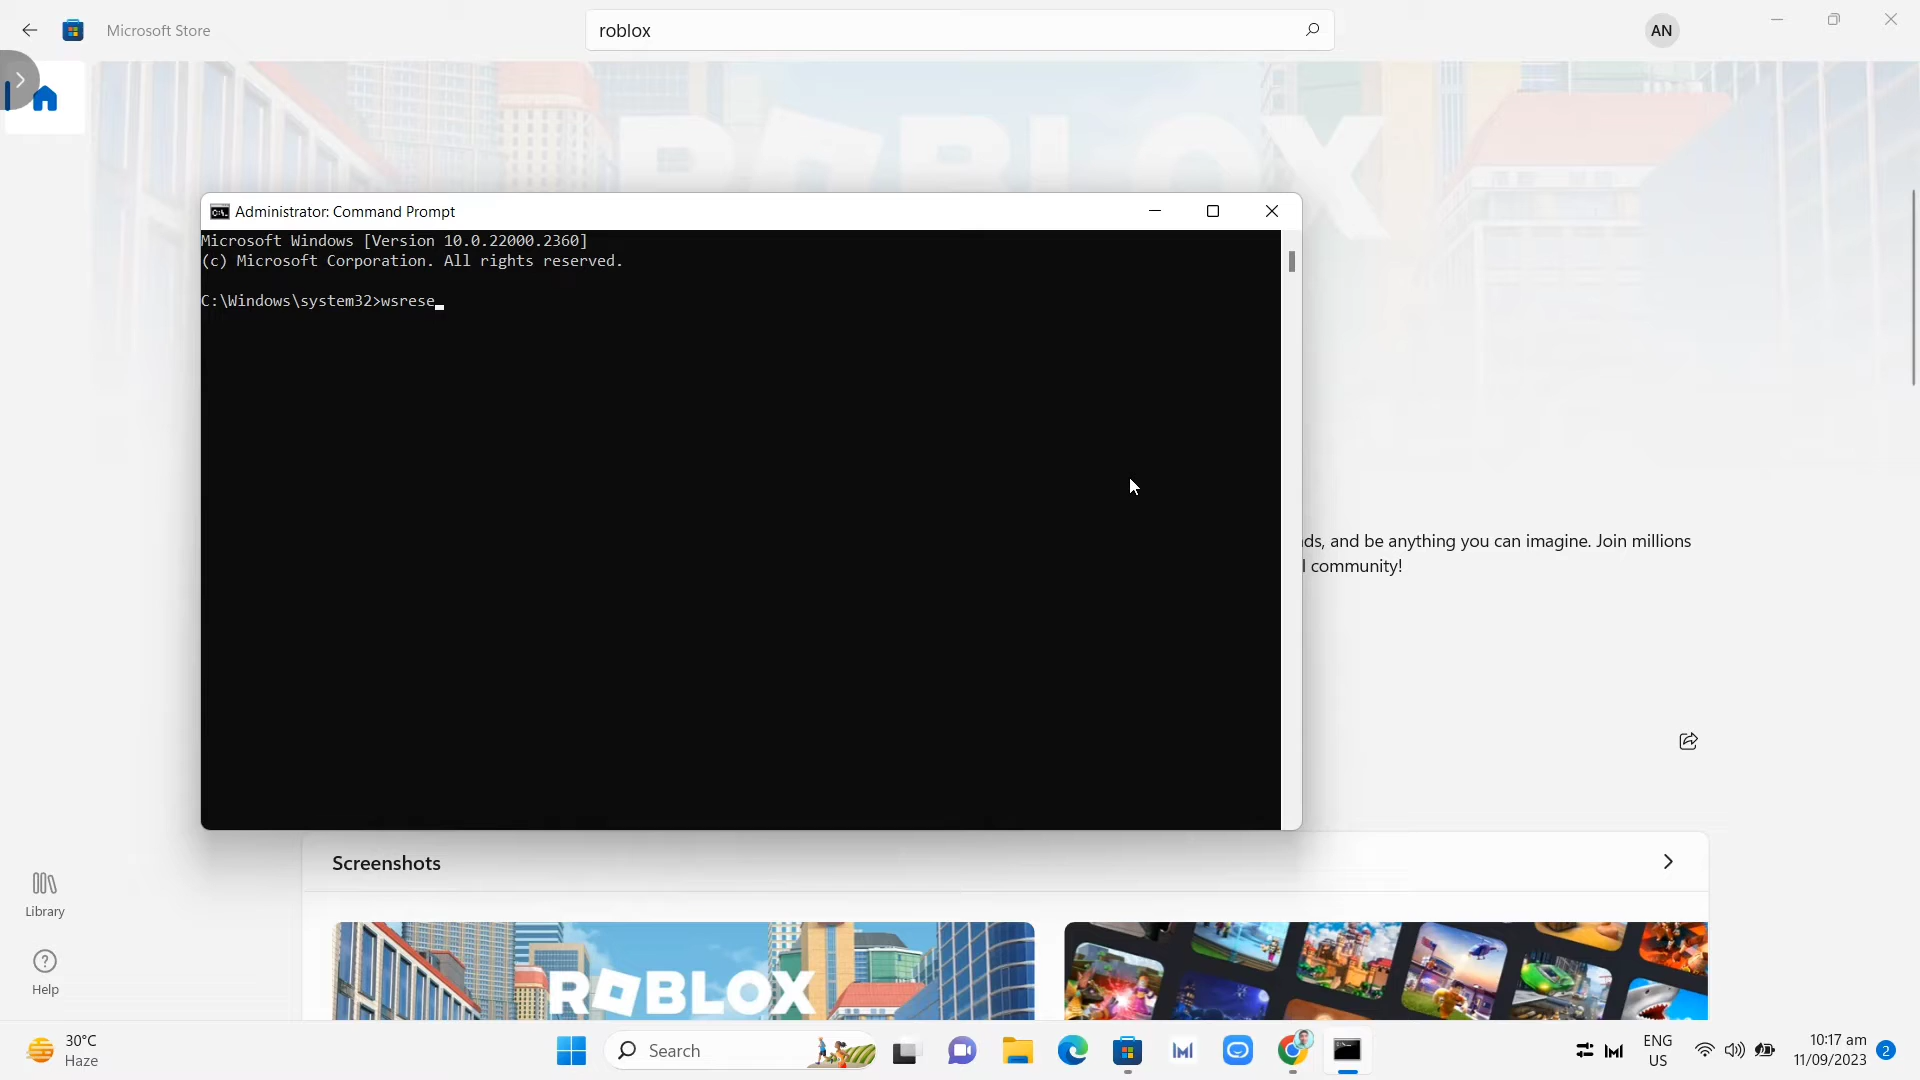 Microsoft Store
roblox
AN
ROBLOX
Administrator: Command Prompt
Microsoft Windows [Version 10.0.22000.2360]
(c) Microsoft Corporation. All rights reserved.
C:\Windows\system32>wsrese
ds, and be anything you can imagine. Join millions
community!
Screenshots
Library
Help
ROBLOX
30°C
Haze
Search
ENG
US
10:17 am
11/09/2023
2